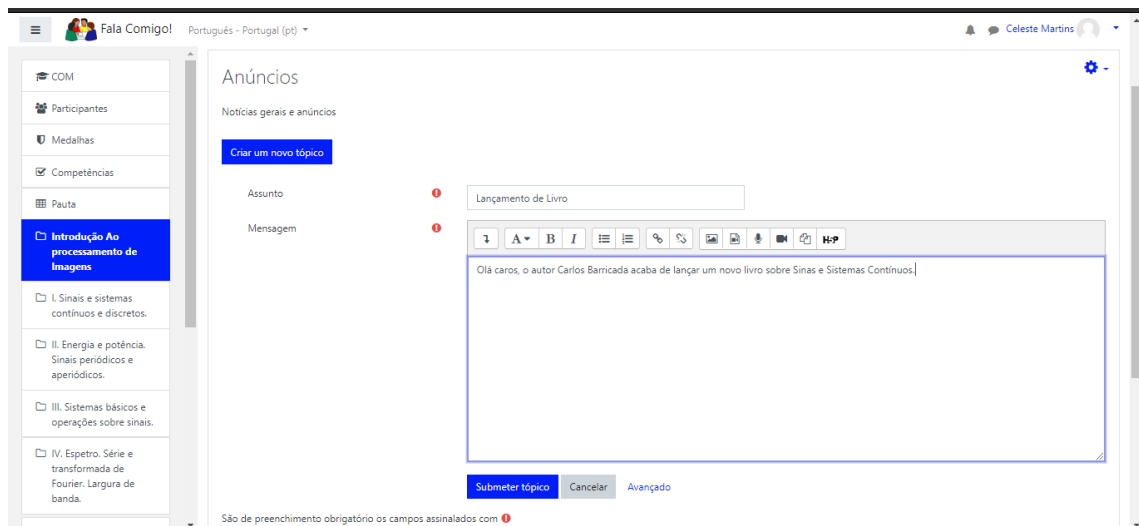 Fala Comigo!
Português - Portugal (pt)
Celeste Martins
COM
Participantes
Medalhas
Competências
Pauta
Introdução Ao
processamento de
Imagens
I. Sinais e sistemas
contínuos e discretos.
II. Energia e potência.
Sinais periódicos e
aperiódicos.
III. Sistemas básicos e
operações sobre sinais.
IV. Espetro. Série e
transformada de
Fourier. Largura de
banda.
Anúncios
Notícias gerais e anúncios
Criar um novo tópico
Assunto
Lançamento de Livro
Mensagem
A B I H-P
Olá caros, o autor Carlos Barricada acaba de lançar um novo livro sobre Sinas e Sistemas Contínuos.
Submeter tópico Cancelar Avançado
São de preenchimento obrigatório os campos assinalados com